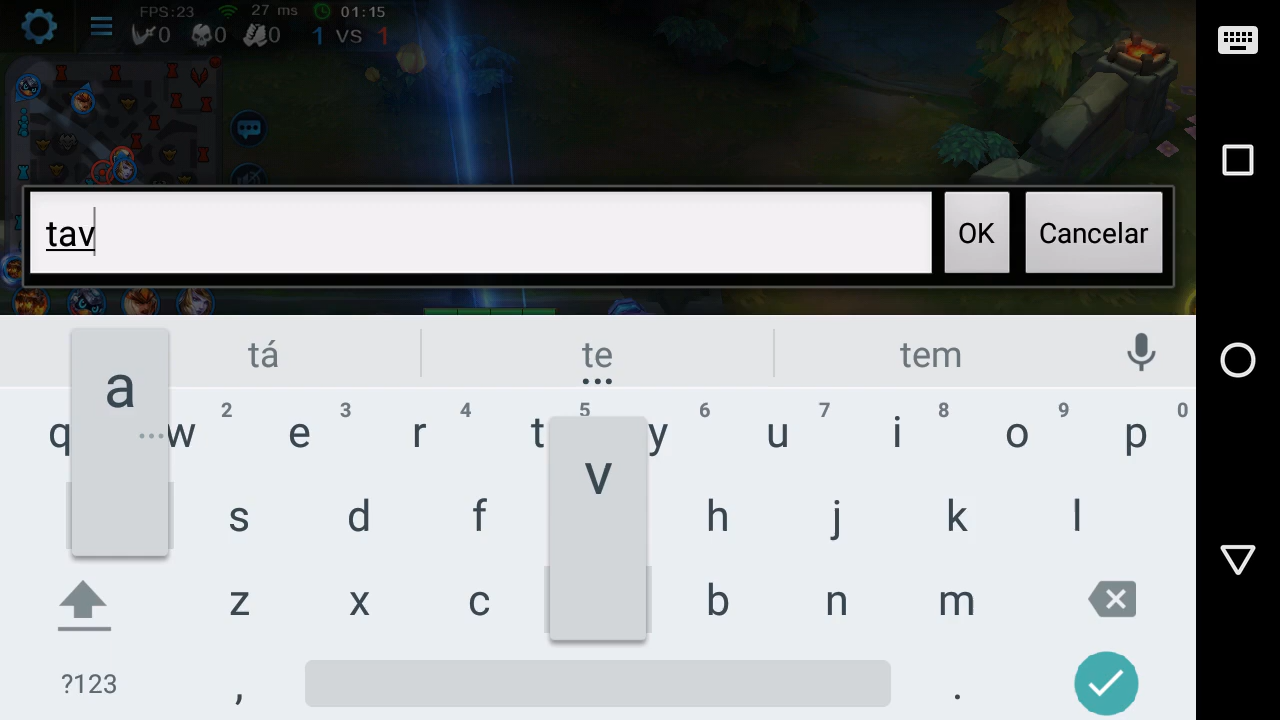 FPS:23 27 ms 01:15
0 0 0 1 VS 1
tav OK Cancelar
tá te tem
a
2 3 4 5 6 7 8 9 0
q w e r t y u i o p
v
s d f h j k l
z x c b n m
?123 , .